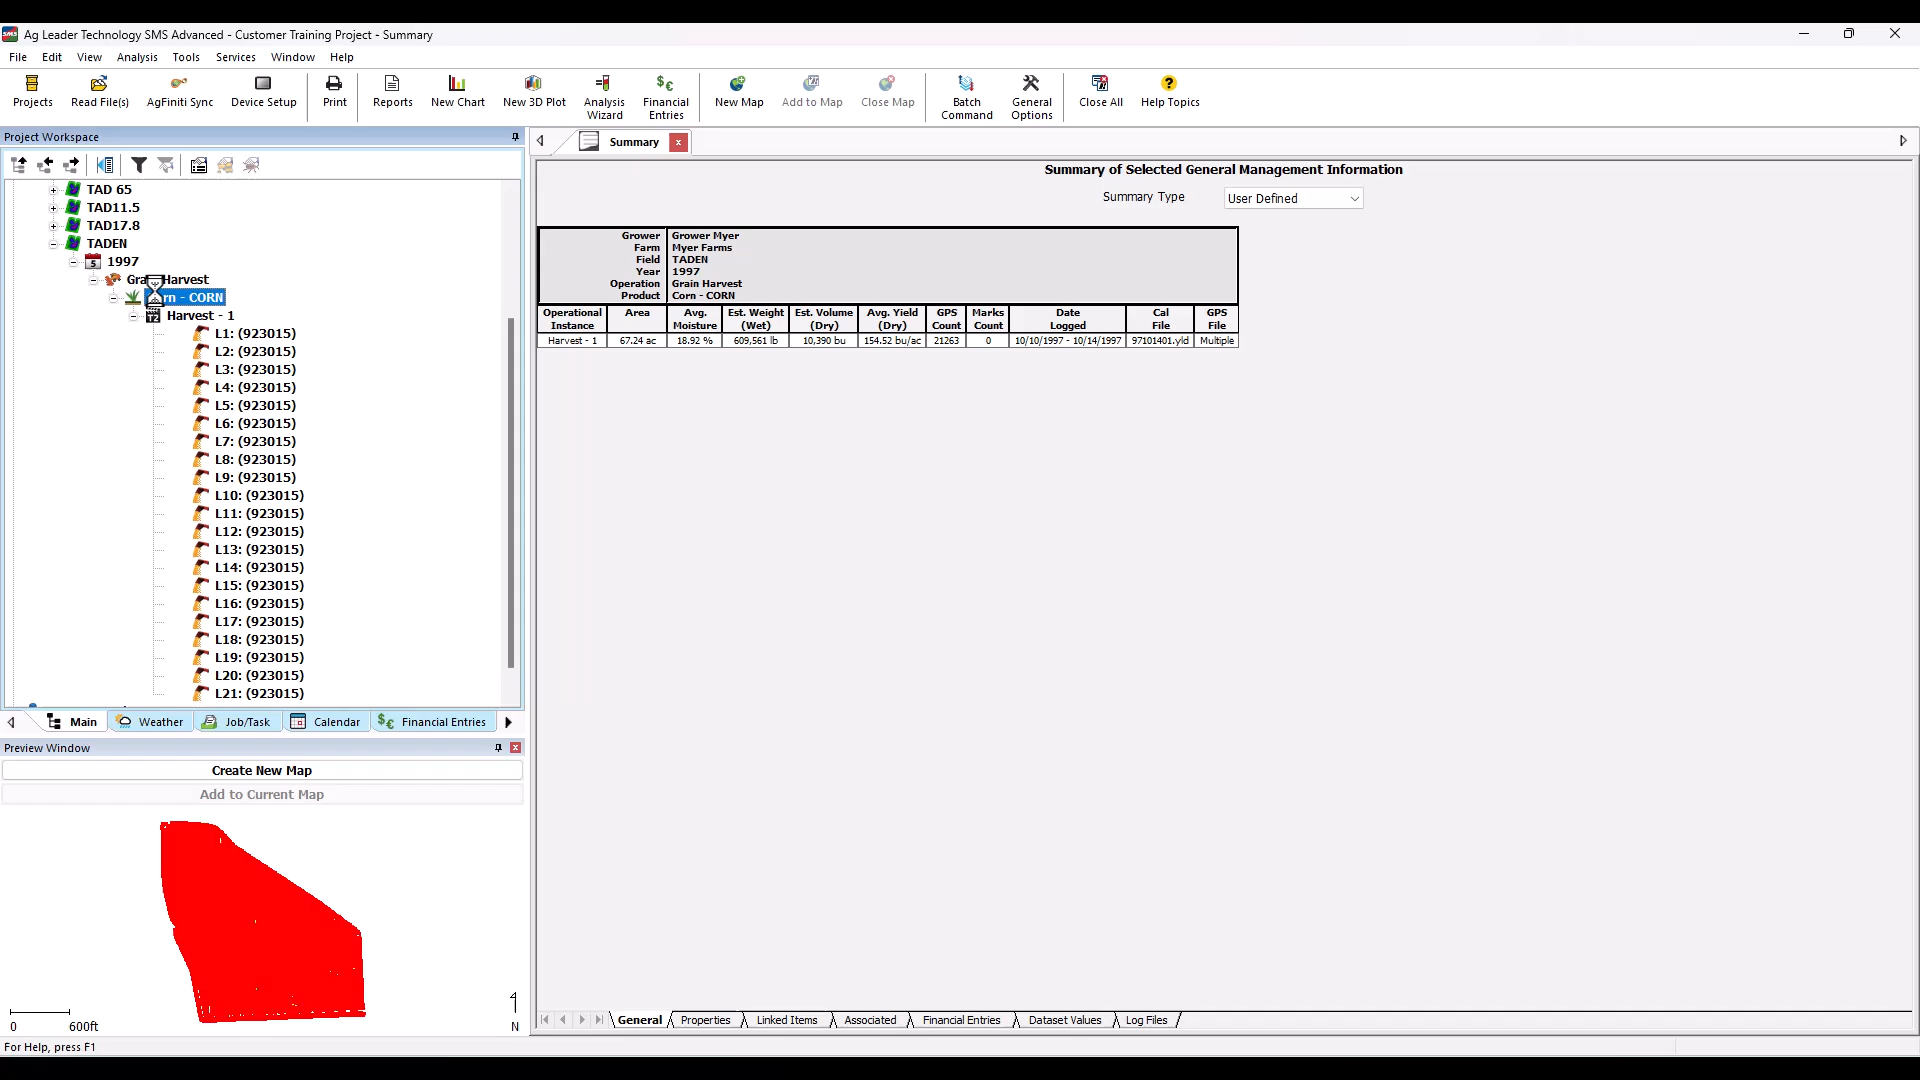 Ag Leader Technology SMS Advanced - Customer Training Project - Summary
File Edit View Analysis Tools Services Window Help
Projects Read File(s) AgFiniti Sync Device Setup Print Reports New Chart New 3D Plot Analysis Wizard Financial Entries New Map Add to Map Close Map Batch Command General Options Close All Help Topics
Project Workspace
TAD 65
TAD11.5
TAD17.8
TADEN
1997
Harvest
CORN
Harvest - 1
L1: (923015)
L2: (923015)
L3: (923015)
L4: (923015)
L5: (923015)
L6: (923015)
L7: (923015)
L8: (923015)
L9: (923015)
L10: (923015)
L11: (923015)
L12: (923015)
L13: (923015)
L14: (923015)
L15: (923015)
L16: (923015)
L17: (923015)
L18: (923015)
L19: (923015)
L20: (923015)
L21: (923015)
Main Weather Job/Task Calendar Financial Entries
Preview Window
Create New Map
Add to Current Map
0 600ft N
Summary
Summary of Selected General Management Information
Summary Type User Defined
Grower Grower Myer
Farm Myer Farms
Field TADEN
Year 1997
Operation Grain Harvest
Product Corn - CORN
Operational Area Avg. Est. Weight Est. Volume Avg. Yield GPS Marks Date Cal GPS
Instance Moisture (Wet) (Dry) (Dry) Count Count Logged File File
Harvest - 1 67.24 ac 18.92 % 609,561 lb 10,390 bu 154.52 bu/ac 21263 0 10/10/1997 - 10/14/1997 97101401.yld Multiple
General Properties Linked Items Associated Financial Entries Dataset Values Log Files
For Help, press F1